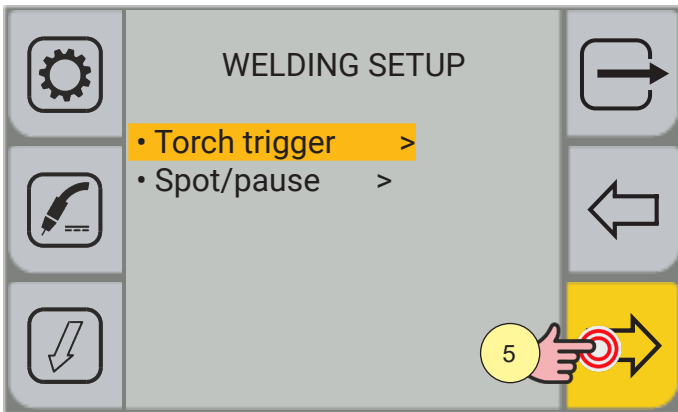 WELDING SETUP
• Torch trigger >
• Spot/pause >
5